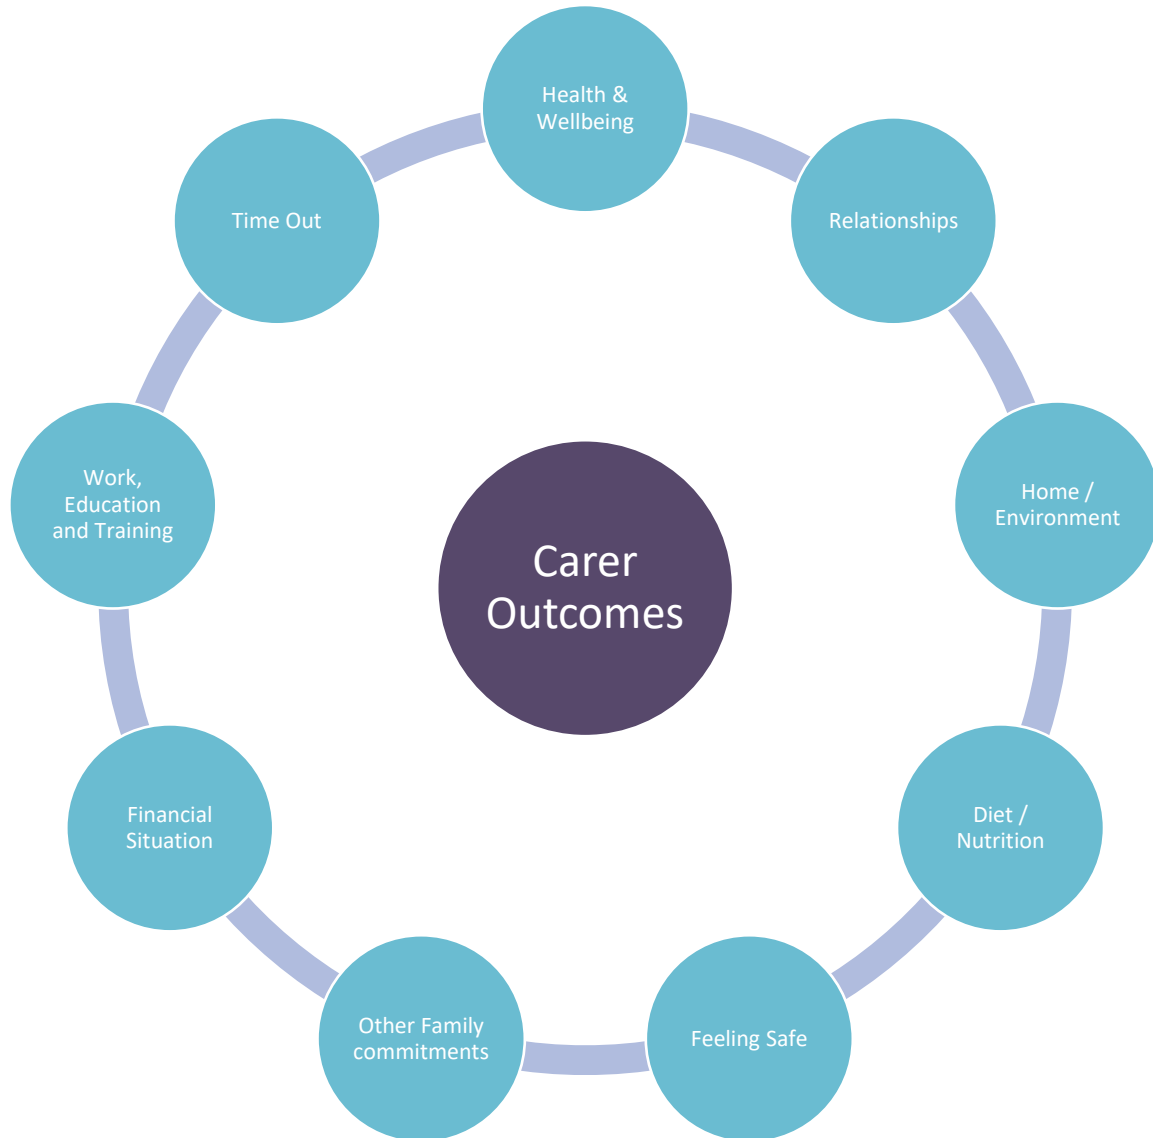 Health &
Wellbeing
Relationships
Home /
Environment
Diet /
Nutrition
Feeling Safe
Other Family
commitments
Financial
Situation
Work,
Education
and Training
Time Out
Carer
Outcomes